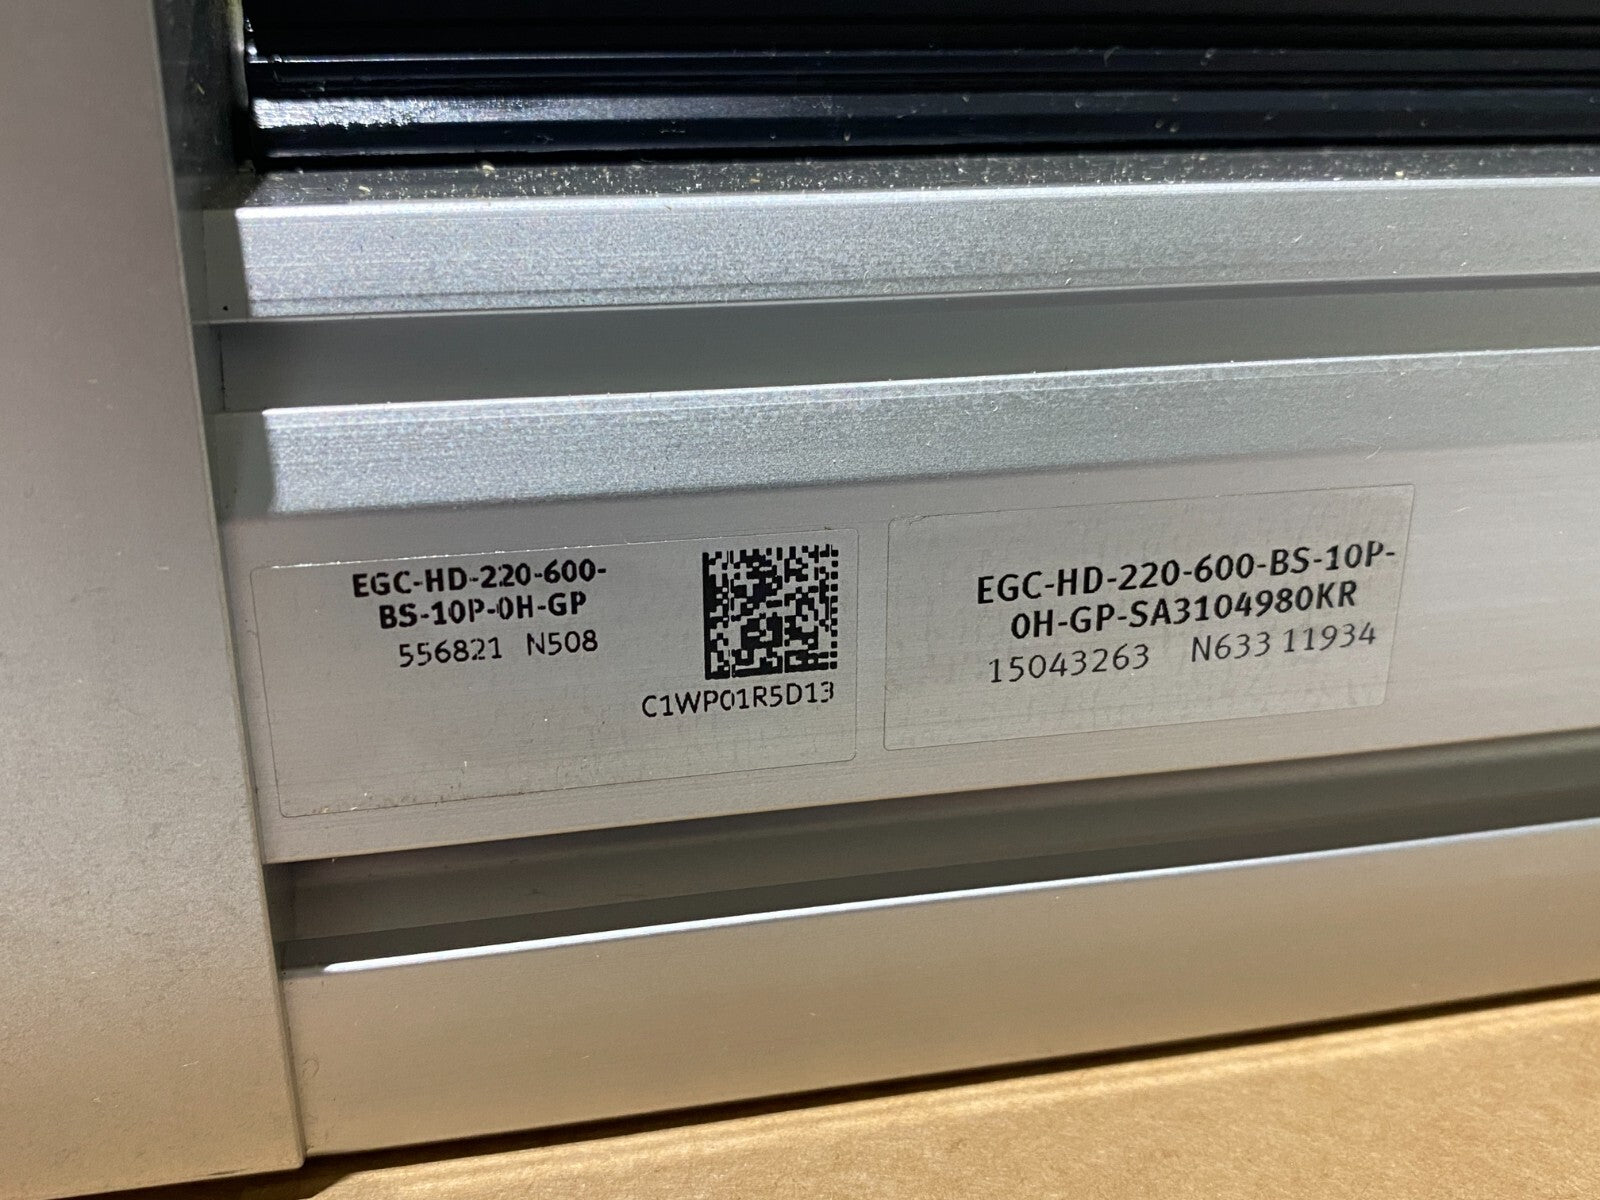 EGC-HD-220-600-
BS-10P-0H-GP
556821 N508
C1WP01R5D13
EGC-HD-220-600-BS-10P-
0H-GP-SA3104980KR
15043263 N633 11934